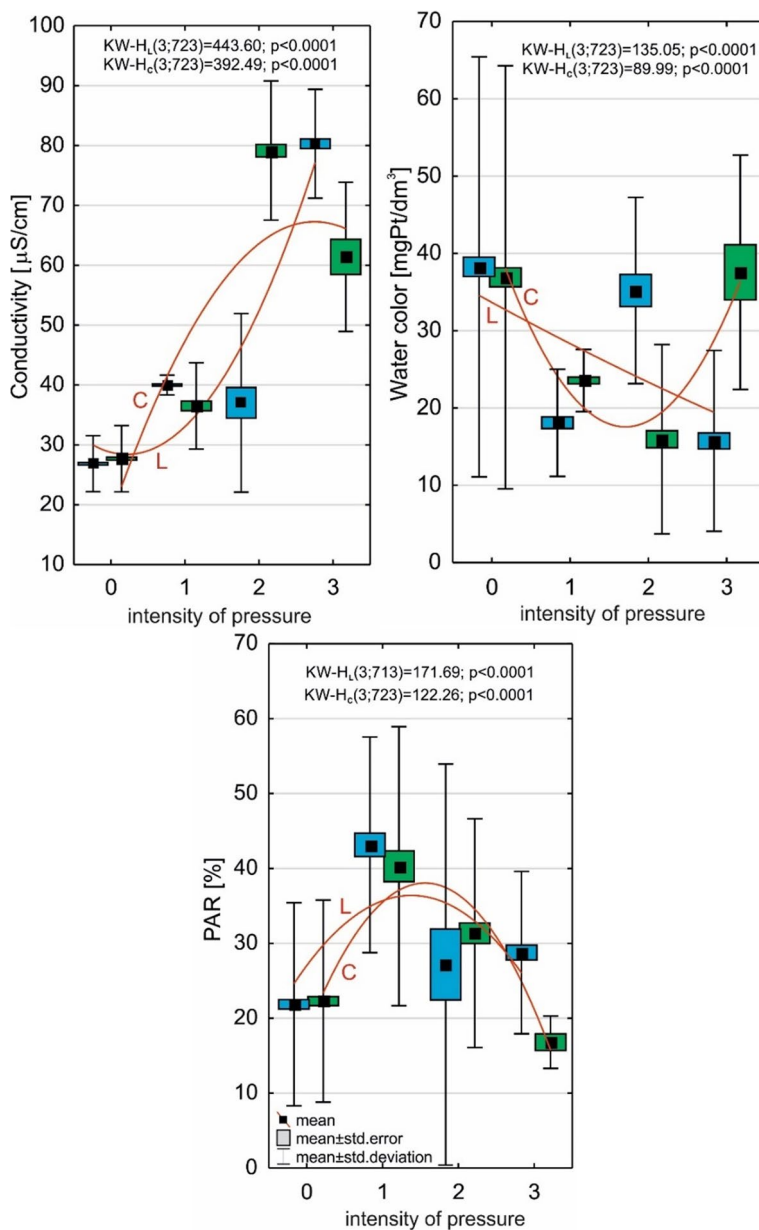 KW-H_L(3;723)=443.60; p<0.0001
KW-H_C(3;723)=392.49; p<0.0001
Conductivity [µS/cm]
100
90
80
70
60
50
40
30
20
10
C
L
0 1 2 3
intensity of pressure
KW-H_L(3;723)=135.05; p<0.0001
KW-H_C(3;723)=89.99; p<0.0001
Water color [mgPt/dm³]
70
60
50
40
30
20
10
0
C
L
0 1 2 3
intensity of pressure
KW-H_L(3;713)=171.69; p<0.0001
KW-H_C(3;723)=122.26; p<0.0001
PAR [%]
70
60
50
40
30
20
10
0
L
C
mean
mean±std.error
mean±std.deviation
0 1 2 3
intensity of pressure